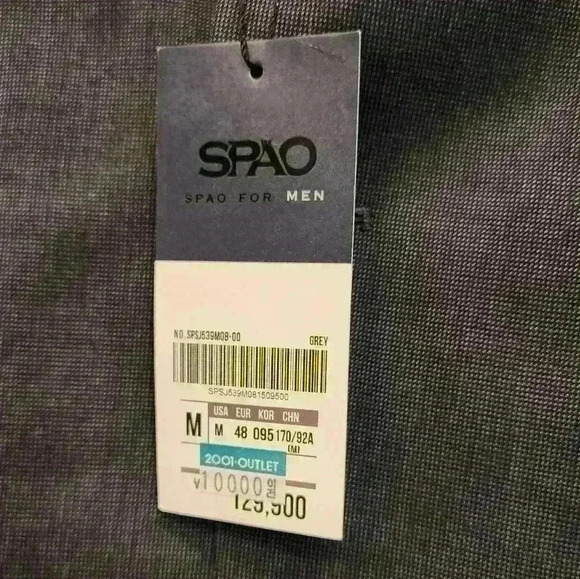 SPAO
SPAO FOR MEN
NO.SPSJ539M08-00 GREY
SPSJ539M081509500
USA EUR KOR CHN
M M 48 095 170/92A
(M)
2001·OUTLET
￦10000원
129,900